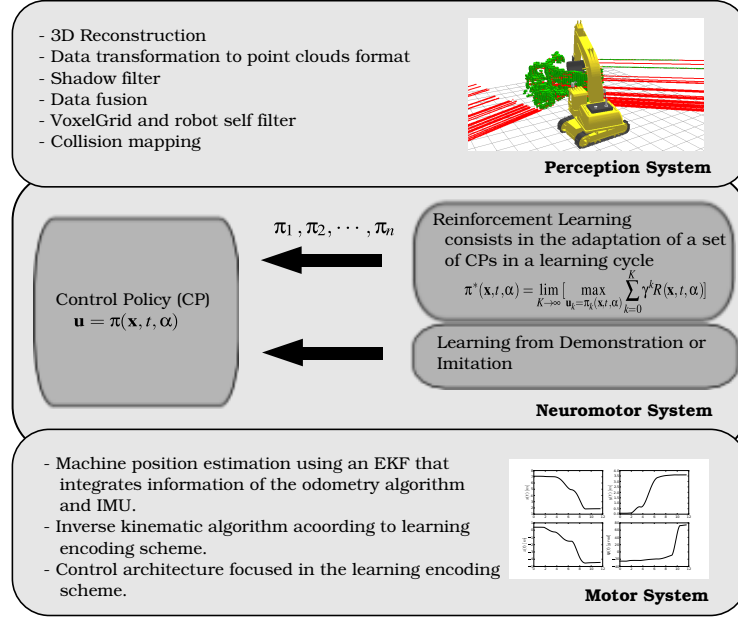 - 3D Reconstruction
- Data transformation to point clouds format
- Shadow filter
- Data fusion
- VoxelGrid and robot self filter
- Collision mapping
Perception System
Control Policy (CP)
u = π(x, t, α)
π₁, π₂, ⋯, πₙ
Reinforcement Learning
consists in the adaptation of a set
of CPs in a learning cycle
π*(x,t,α) = lim K→∞ [ max uₖ=πₖ(x,t,α) ∑ k=0 K γᵏR(x,t,α)]
Learning from Demonstration or
Imitation
Neuromotor System
- Machine position estimation using an EKF that
integrates information of the odometry algorithm
and IMU.
- Inverse kinematic algorithm acoording to learning
encoding scheme.
- Control architecture focused in the learning encoding
scheme.
Motor System